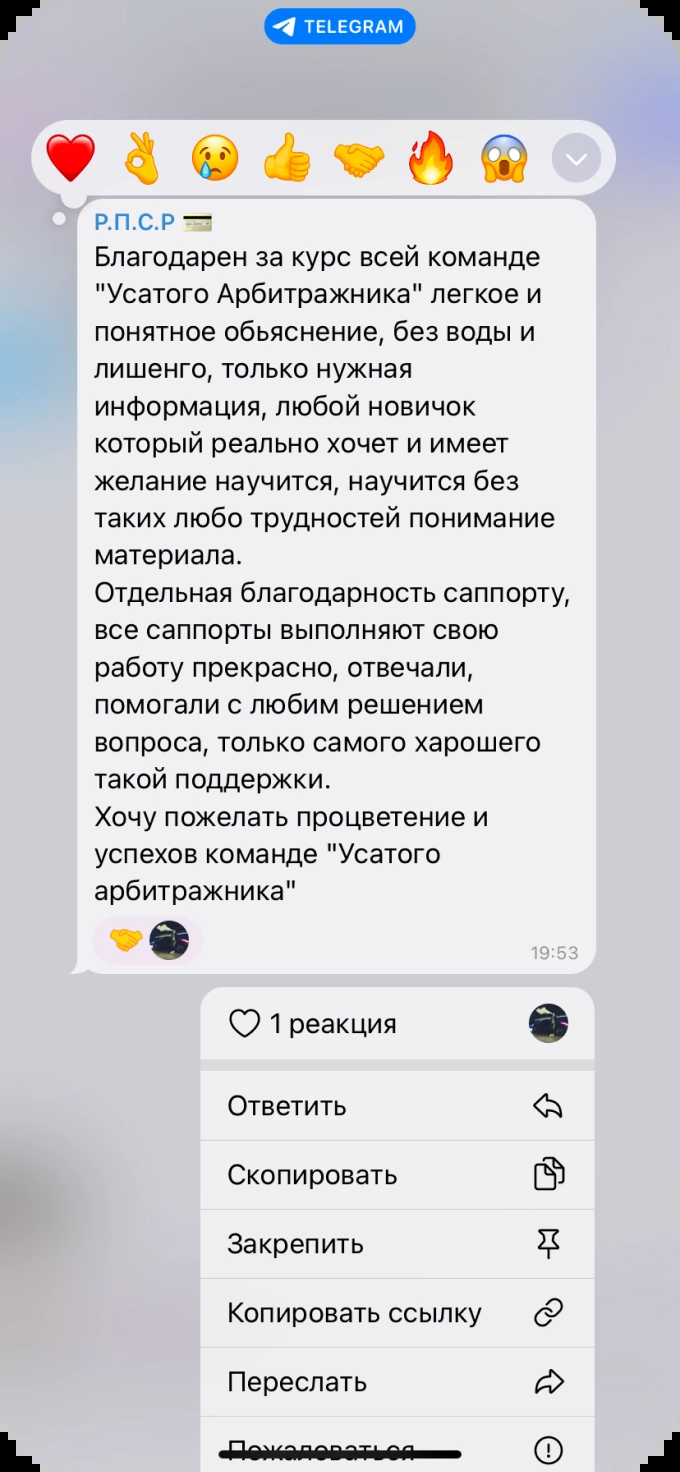 TELEGRAM
Р.П.С.Р
Благодарен за курс всей команде
"Усатого Арбитражника" легкое и
понятное обьяснение, без воды и
лишенго, только нужная
информация, любой новичок
который реально хочет и имеет
желание научится, научится без
таких любо трудностей понимание
материала.
Отдельная благодарность саппорту,
все саппорты выполняют свою
работу прекрасно, отвечали,
помогали с любим решением
вопроса, только самого харошего
такой поддержки.
Хочу пожелать процветение и
успехов команде "Усатого
арбитражника"
19:53
1 реакция
Ответить
Скопировать
Закрепить
Копировать ссылку
Переслать
Пожаловаться